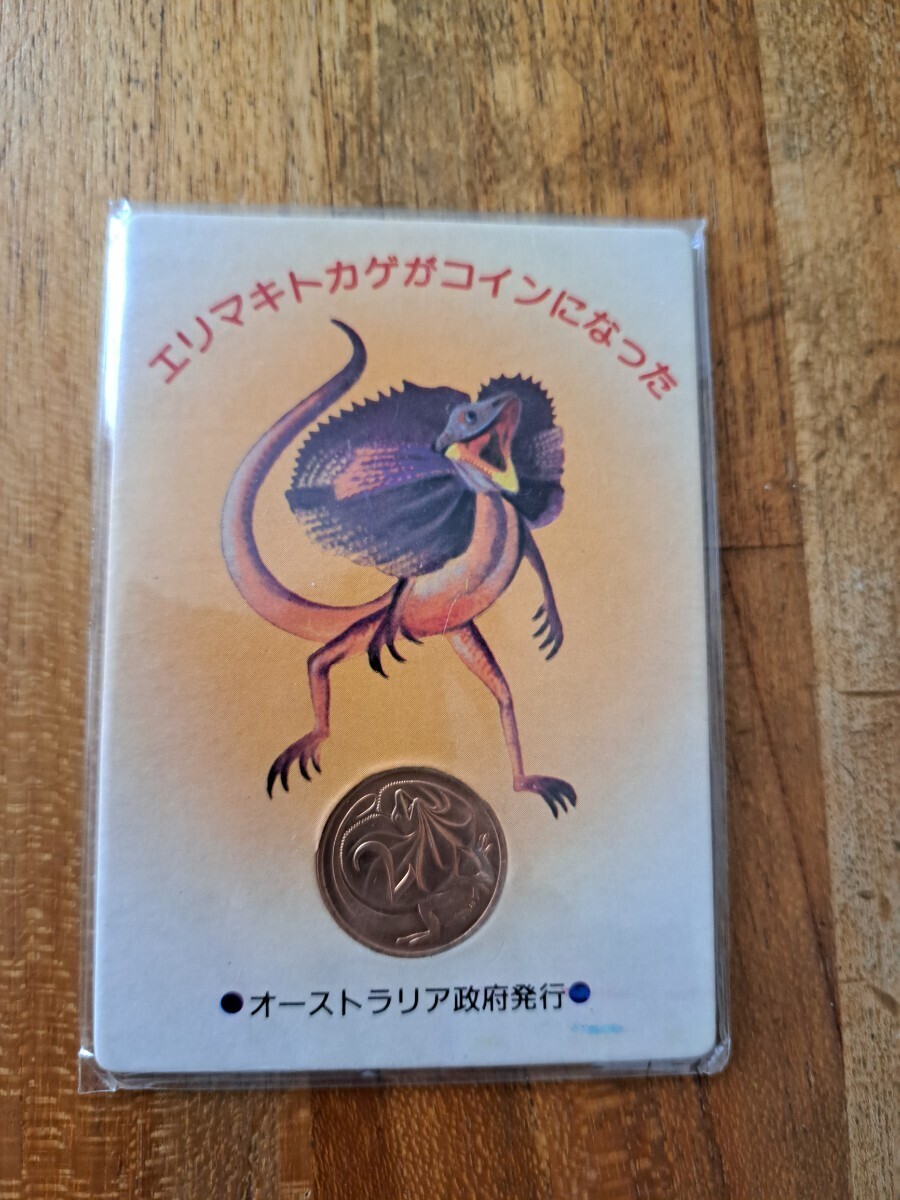 エリマキトカゲがコインになった
2
●オーストラリア政府発行●